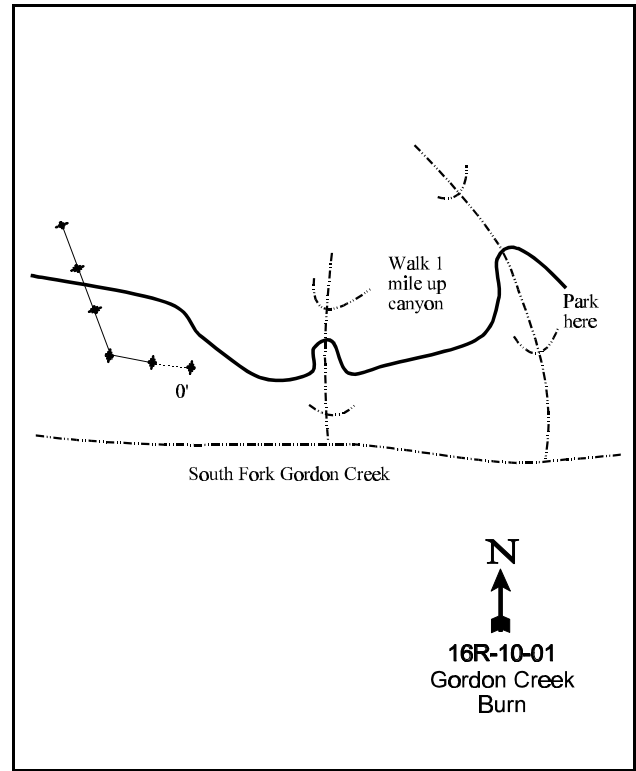 Walk 1
mile up
canyon
Park
here
0'
South Fork Gordon Creek
N
16R-10-01
Gordon Creek
Burn